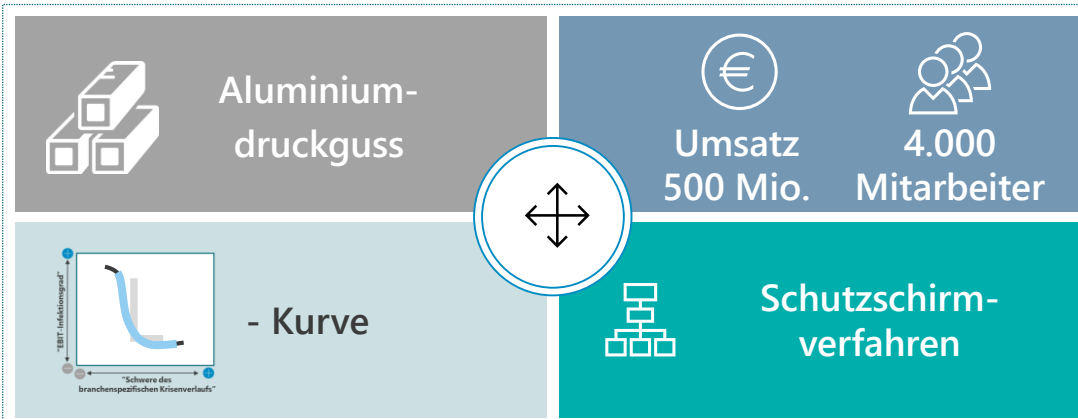 Aluminium-
druckguss
€
Umsatz
500 Mio.
4.000
Mitarbeiter
"EBIT-Infektionsgrad"
- Kurve
"Schwere des
branchenspezifischen Krisenverlaufs"
Schutzschirm-
verfahren